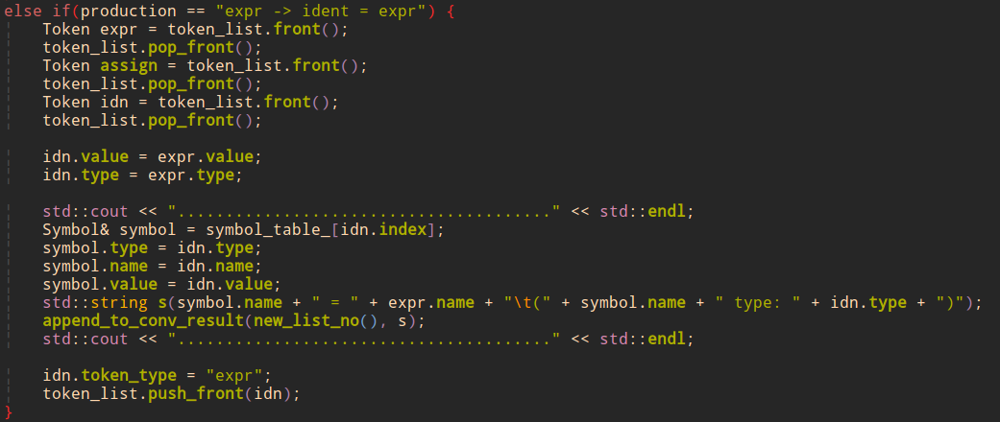 else if(production == "expr -> ident = expr") {
    Token expr = token_list.front();
    token_list.pop_front();
    Token assign = token_list.front();
    token_list.pop_front();
    Token idn = token_list.front();
    token_list.pop_front();

    idn.value = expr.value;
    idn.type = expr.type;

    std::cout << "......................................." << std::endl;
    Symbol& symbol = symbol_table_[idn.index];
    symbol.type = idn.type;
    symbol.name = idn.name;
    symbol.value = idn.value;
    std::string s(symbol.name + " = " + expr.name + "\t(" + symbol.name + " type: " + idn.type + ")");
    append_to_conv_result(new_list_no(), s);
    std::cout << "......................................." << std::endl;

    idn.token_type = "expr";
    token_list.push_front(idn);
}